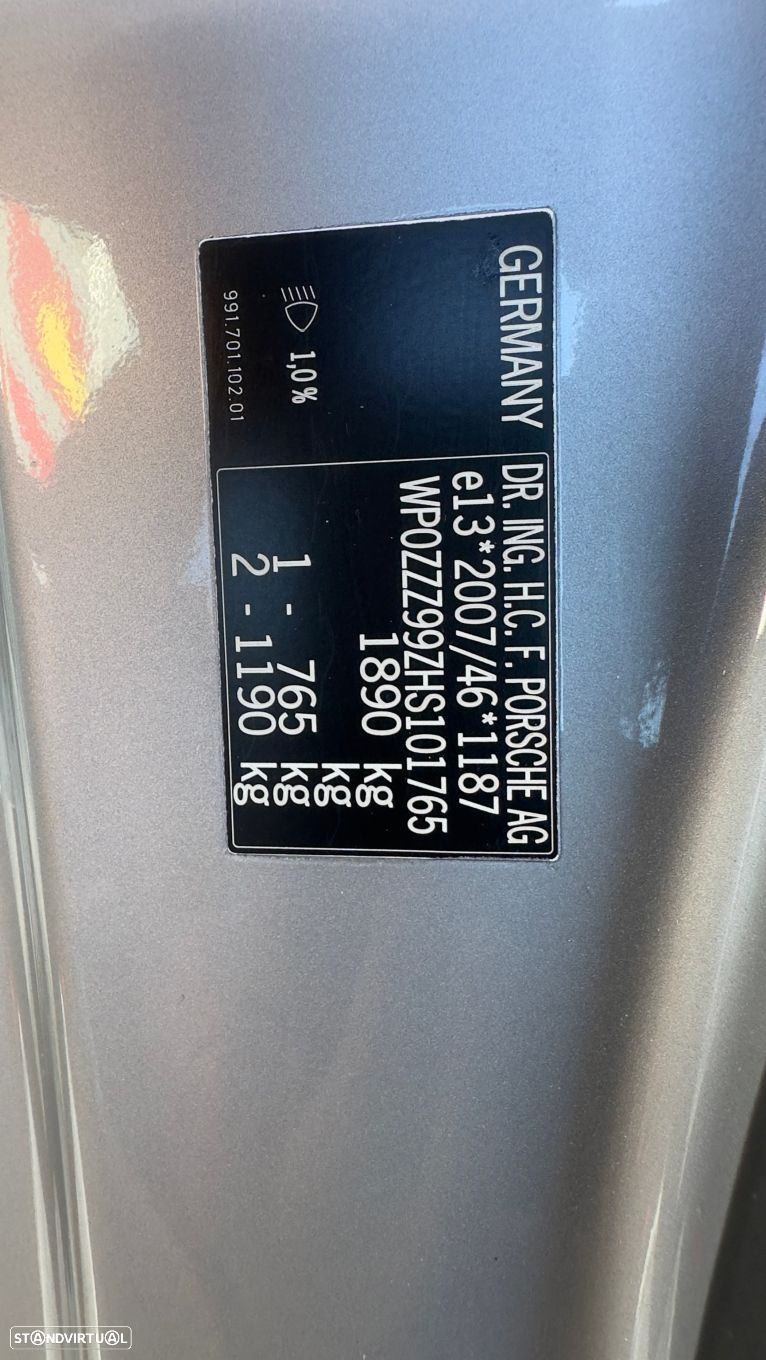 GERMANY
DR. ING. H.C. F. PORSCHE AG
e13*2007/46*1187
WP0ZZZ99ZHS101765
1890 kg
kg
1 - 765 kg
2 - 1190 kg
1,0 %
991.701.102.01
STANDVIRTUAL